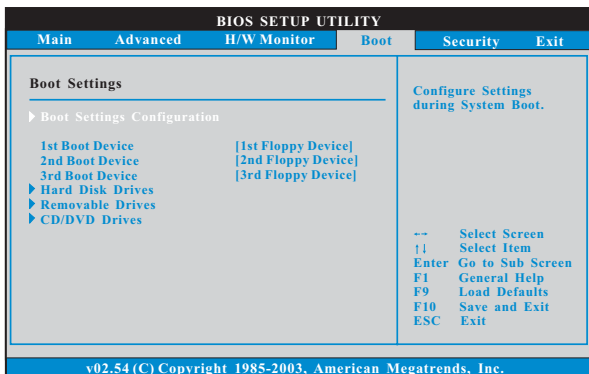 BIOS SETUP UTILITY
Main Advanced H/W Monitor Boot Security Exit
Boot Settings
Boot Settings Configuration
1st Boot Device [1st Floppy Device]
2nd Boot Device [2nd Floppy Device]
3rd Boot Device [3rd Floppy Device]
Hard Disk Drives
Removable Drives
CD/DVD Drives
Configure Settings
during System Boot.
←→ Select Screen
↑↓ Select Item
Enter Go to Sub Screen
F1 General Help
F9 Load Defaults
F10 Save and Exit
ESC Exit
v02.54 (C) Copyright 1985-2003, American Megatrends, Inc.